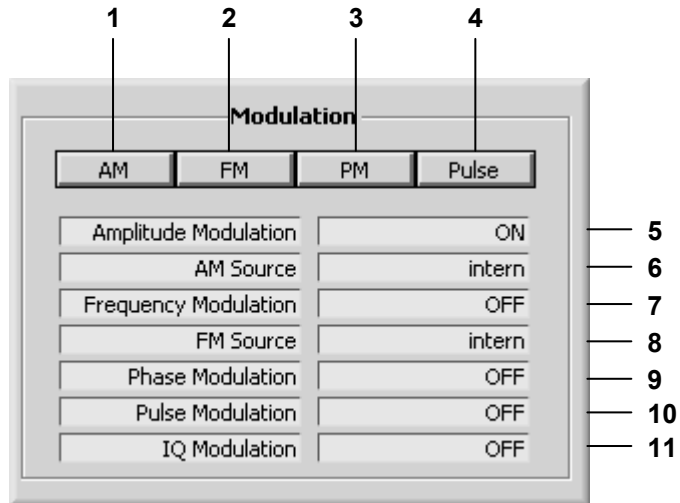 1 2 3 4
Modulation
AM FM PM Pulse
Amplitude Modulation ON 5
AM Source intern 6
Frequency Modulation OFF 7
FM Source intern 8
Phase Modulation OFF 9
Pulse Modulation OFF 10
IQ Modulation OFF 11